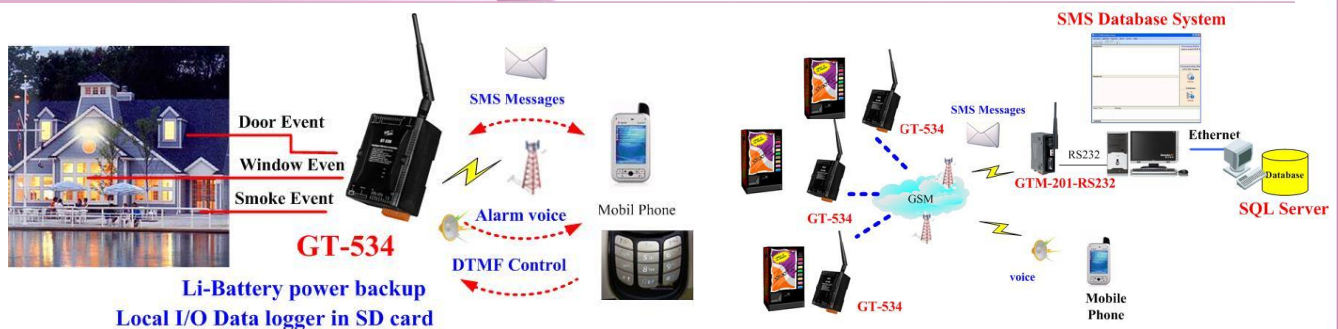 Door Event
Window Even
Smoke Event
GT-534
SMS Messages
Alarm voice
DTMF Control
Mobil Phone
Li-Battery power backup
Local I/O Data logger in SD card
SMS Database System
GT-534
GT-534
GT-534
GSM
SMS Messages
RS232
GTM-201-RS232
Ethernet
Database
SQL Server
voice
Mobile
Phone